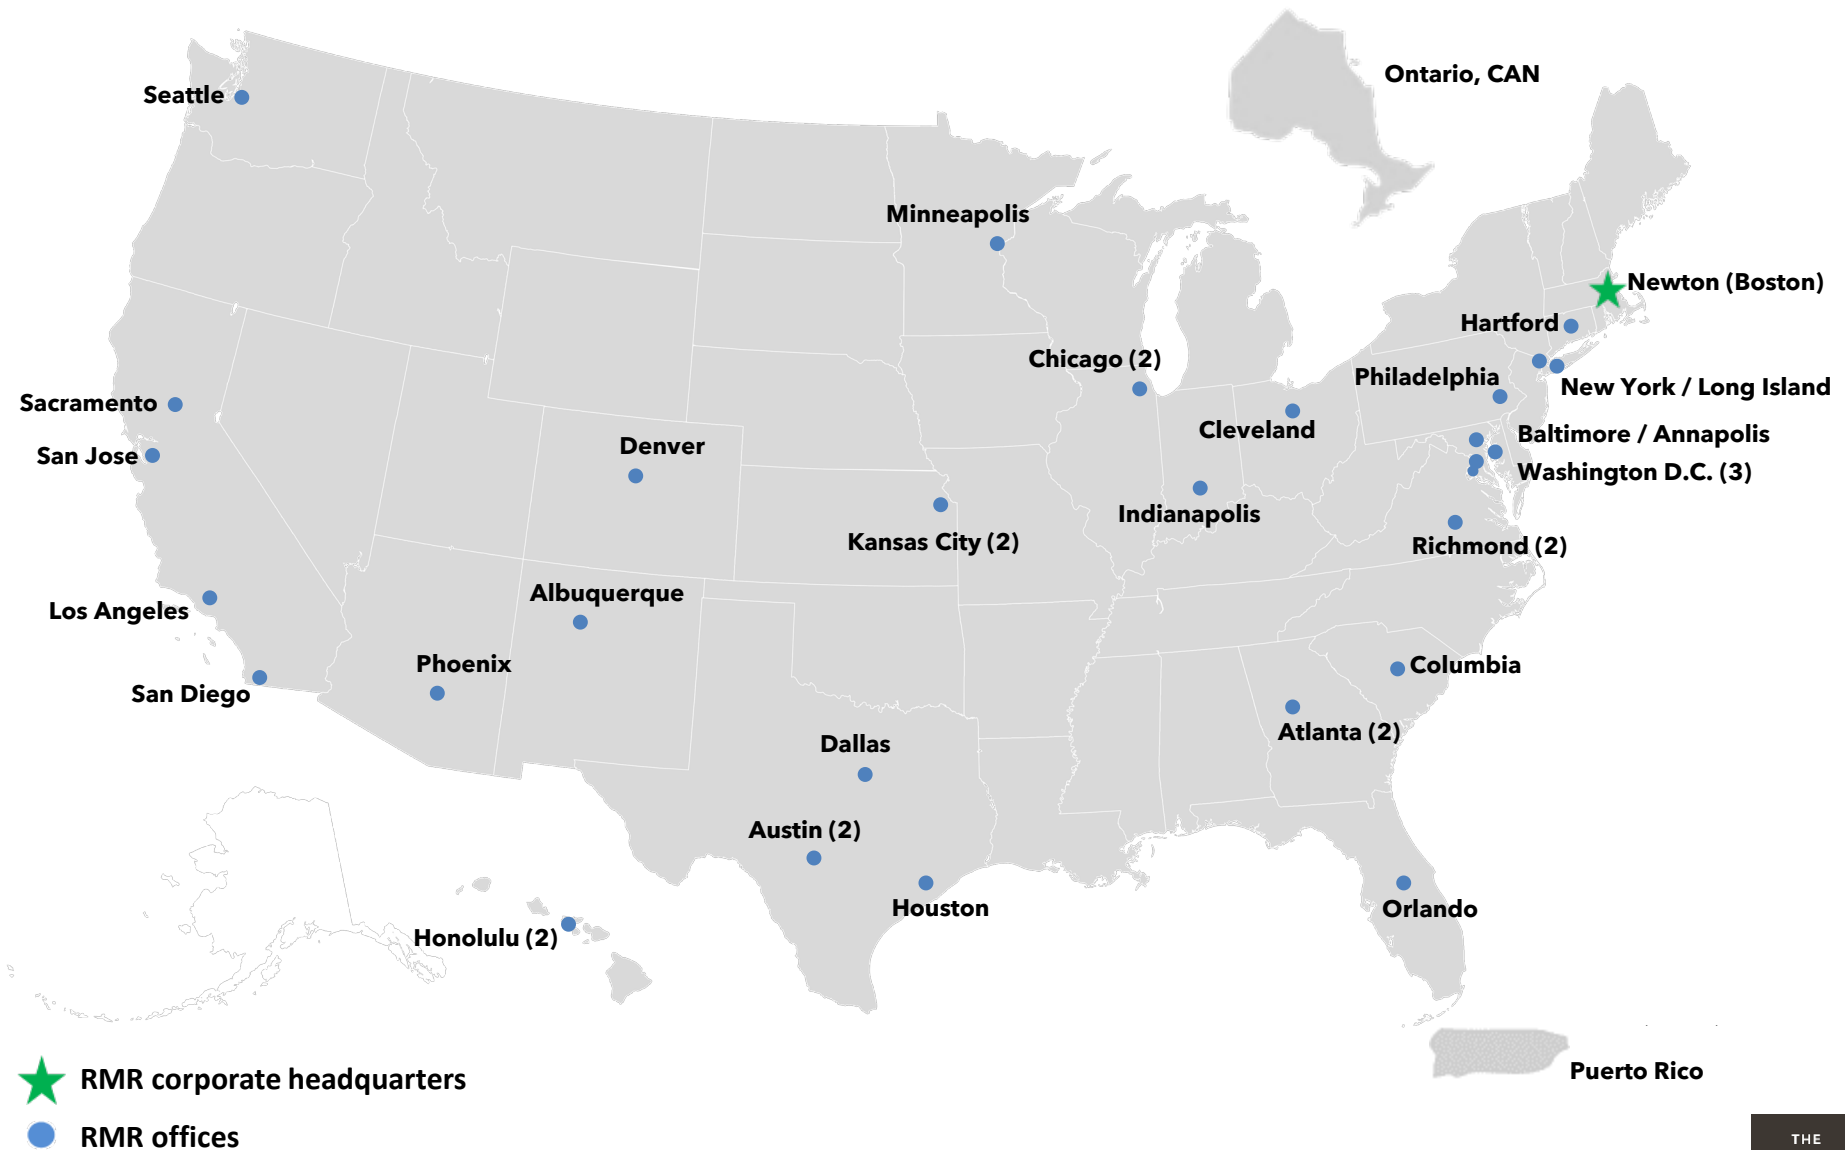 Ontario, CAN
Seattle
Minneapolis
Newton (Boston)
Hartford
Chicago (2)
Philadelphia
New York / Long Island
Sacramento
Cleveland
Baltimore / Annapolis
Denver
San Jose
Washington D.C. (3)
Indianapolis
Kansas City (2)
Richmond (2)
Albuquerque
Los Angeles
Phoenix
Columbia
San Diego
Atlanta (2)
Dallas
Austin (2)
Houston
Orlando
Honolulu (2)
Puerto Rico
RMR corporate headquarters
RMR offices
THE